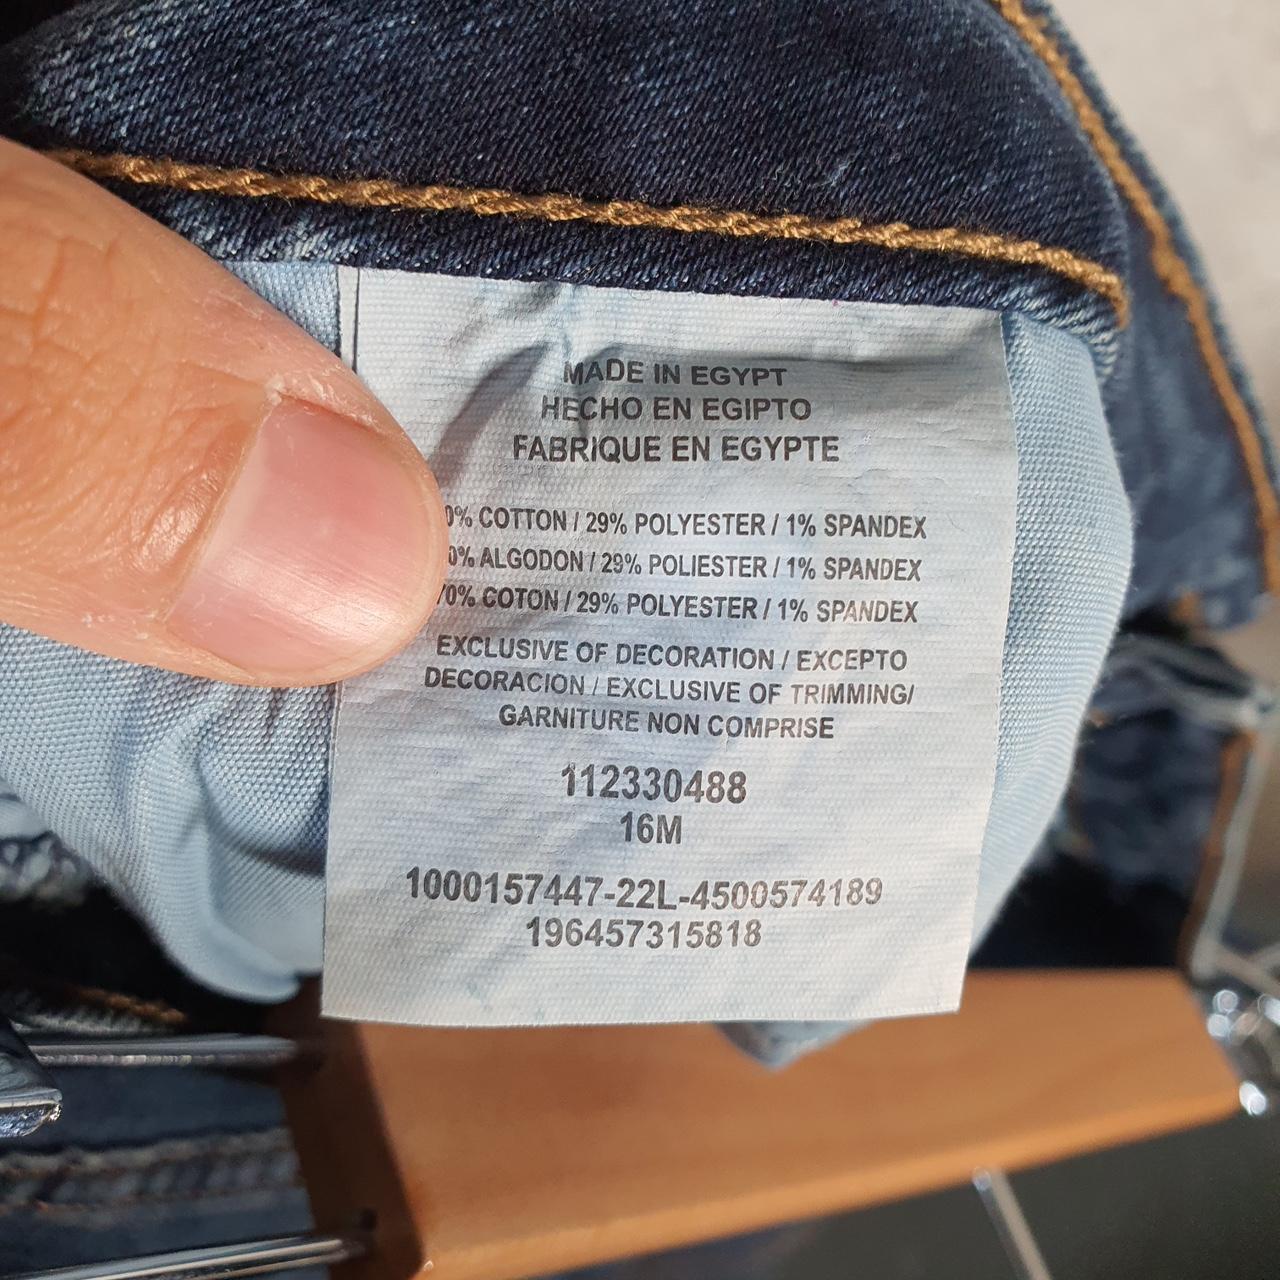 MADE IN EGYPT
HECHO EN EGIPTO
FABRIQUE EN EGYPTE
0% COTTON / 29% POLYESTER / 1% SPANDEX
0% ALGODON / 29% POLIESTER / 1% SPANDEX
70% COTON / 29% POLYESTER / 1% SPANDEX
EXCLUSIVE OF DECORATION / EXCEPTO
DECORACION / EXCLUSIVE OF TRIMMING/
GARNITURE NON COMPRISE
112330488
16M
1000157447-22L-4500574189
196457315818